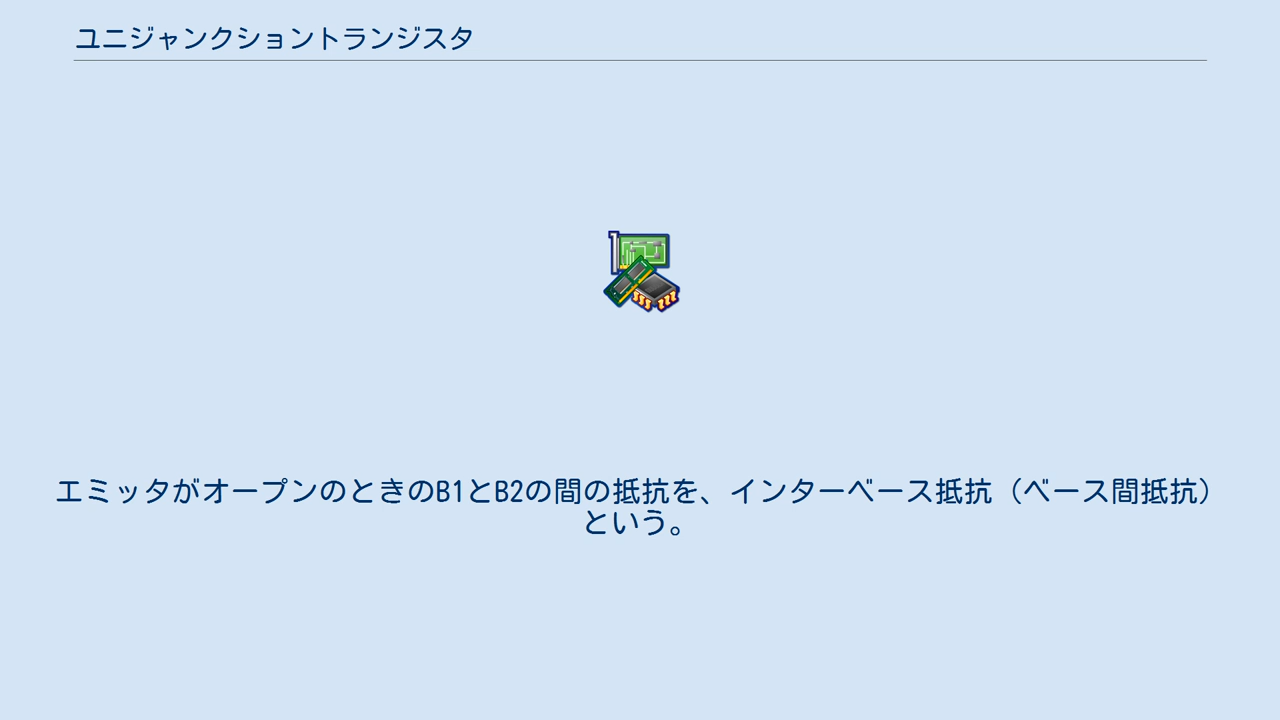 ユニジャンクショントランジスタ
エミッタがオープンのときのB1とB2の間の抵抗を、インターベース抵抗（ベース間抵抗）
という。